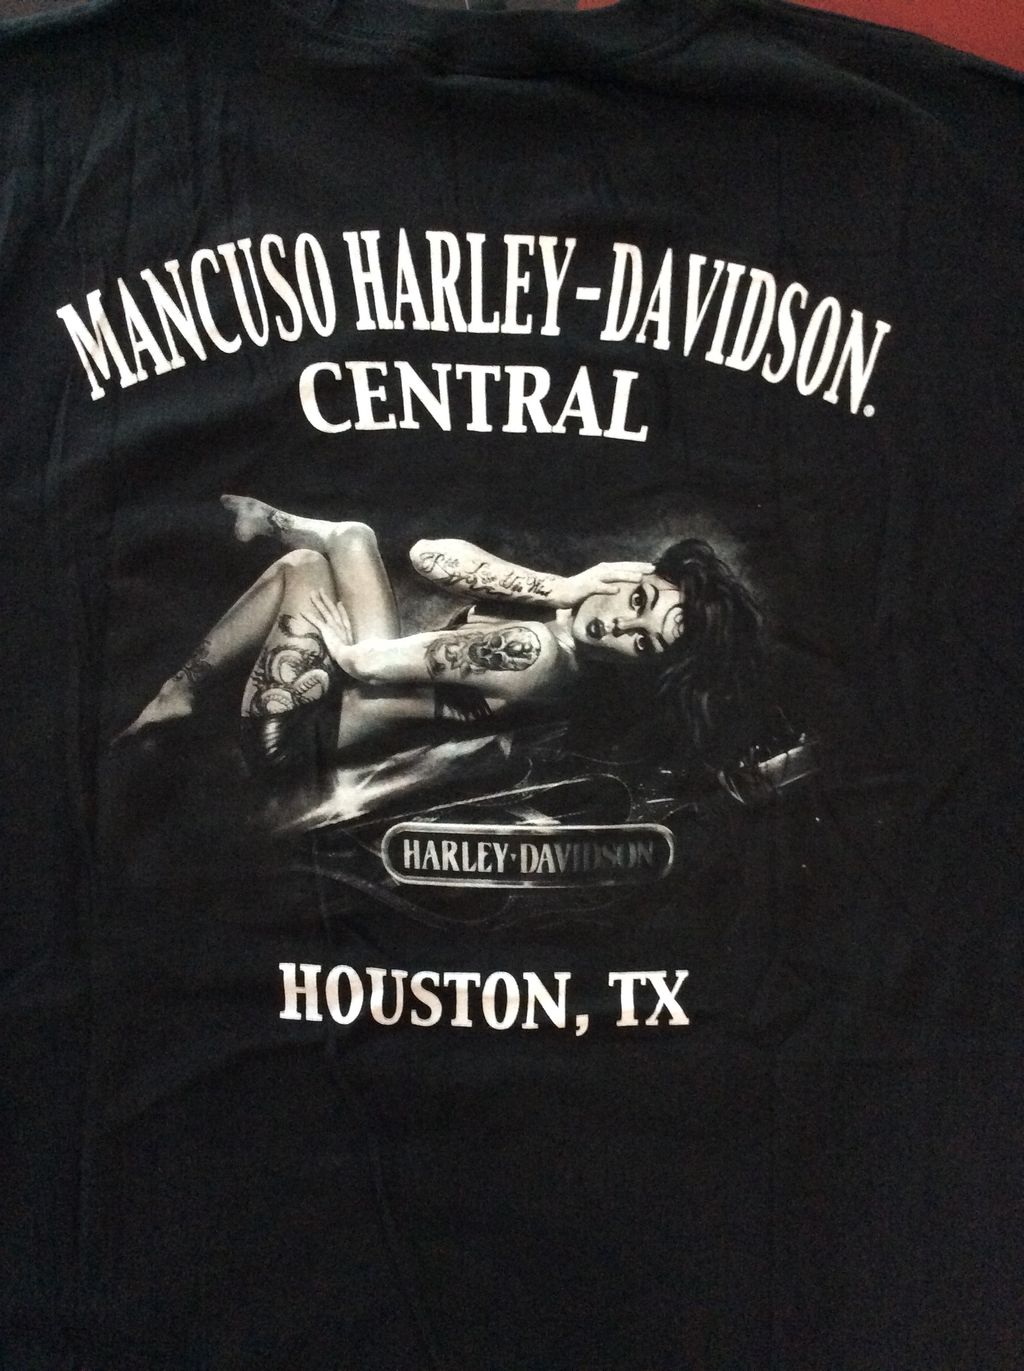 MANCUSO HARLEY-DAVIDSON.
CENTRAL
HARLEY·DAVIDSON
HOUSTON, TX